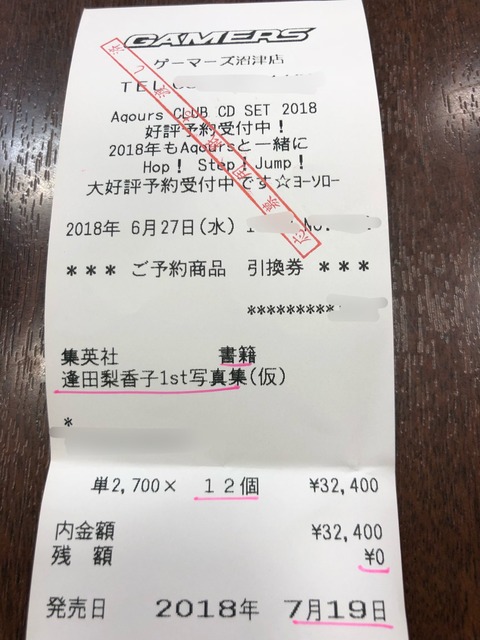 GAMERS
ゲーマーズ沼津店
TEL
Aqours CLUB CD SET 2018
好評予約受付中！
2018年もAqoursと一緒に
Hop！ Step！Jump！
大好評予約受付中です☆ﾖｰｿﾛｰ
2018年 6月27日(水)
No.
＊＊＊ ご予約商品　引換券 ＊＊＊
*********
集英社　書籍
逢田梨香子1st写真集(仮)
*
単2,700× １２個 ¥32,400
内金額 ¥32,400
残　額 ¥0
発売日 2018年 7月19日